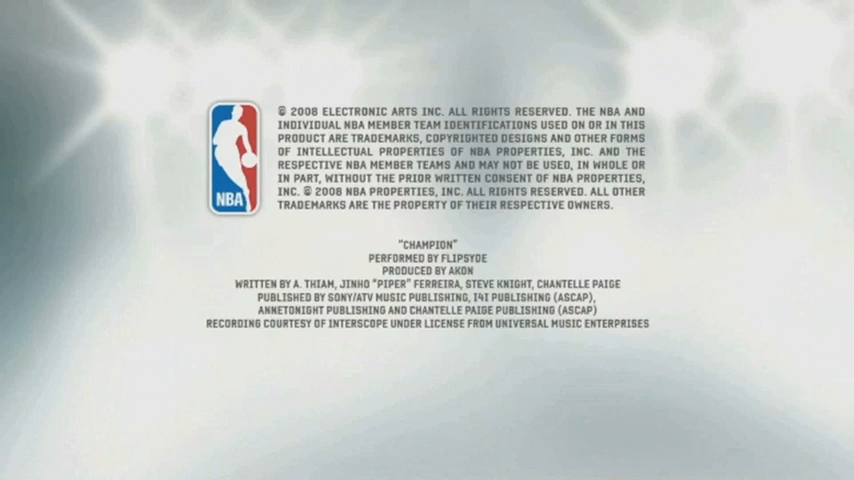 © 2008 ELECTRONIC ARTS INC. ALL RIGHTS RESERVED. THE NBA AND
INDIVIDUAL NBA MEMBER TEAM IDENTIFICATIONS USED ON OR IN THIS
PRODUCT ARE TRADEMARKS, COPYRIGHTED DESIGNS AND OTHER FORMS
OF INTELLECTUAL PROPERTIES OF NBA PROPERTIES, INC. AND THE
RESPECTIVE NBA MEMBER TEAMS AND MAY NOT BE USED, IN WHOLE OR
IN PART, WITHOUT THE PRIOR WRITTEN CONSENT OF NBA PROPERTIES,
INC. © 2008 NBA PROPERTIES, INC. ALL RIGHTS RESERVED. ALL OTHER
TRADEMARKS ARE THE PROPERTY OF THEIR RESPECTIVE OWNERS.
NBA
"CHAMPION"
PERFORMED BY FLIPSYDE
PRODUCED BY AKON
WRITTEN BY A. THIAM, JINHO "PIPER" FERREIRA, STEVE KNIGHT, CHANTELLE PAIGE
PUBLISHED BY SONY/ATV MUSIC PUBLISHING, I41 PUBLISHING (ASCAP),
ANNETONIGHT PUBLISHING AND CHANTELLE PAIGE PUBLISHING (ASCAP)
RECORDING COURTESY OF INTERSCOPE UNDER LICENSE FROM UNIVERSAL MUSIC ENTERPRISES